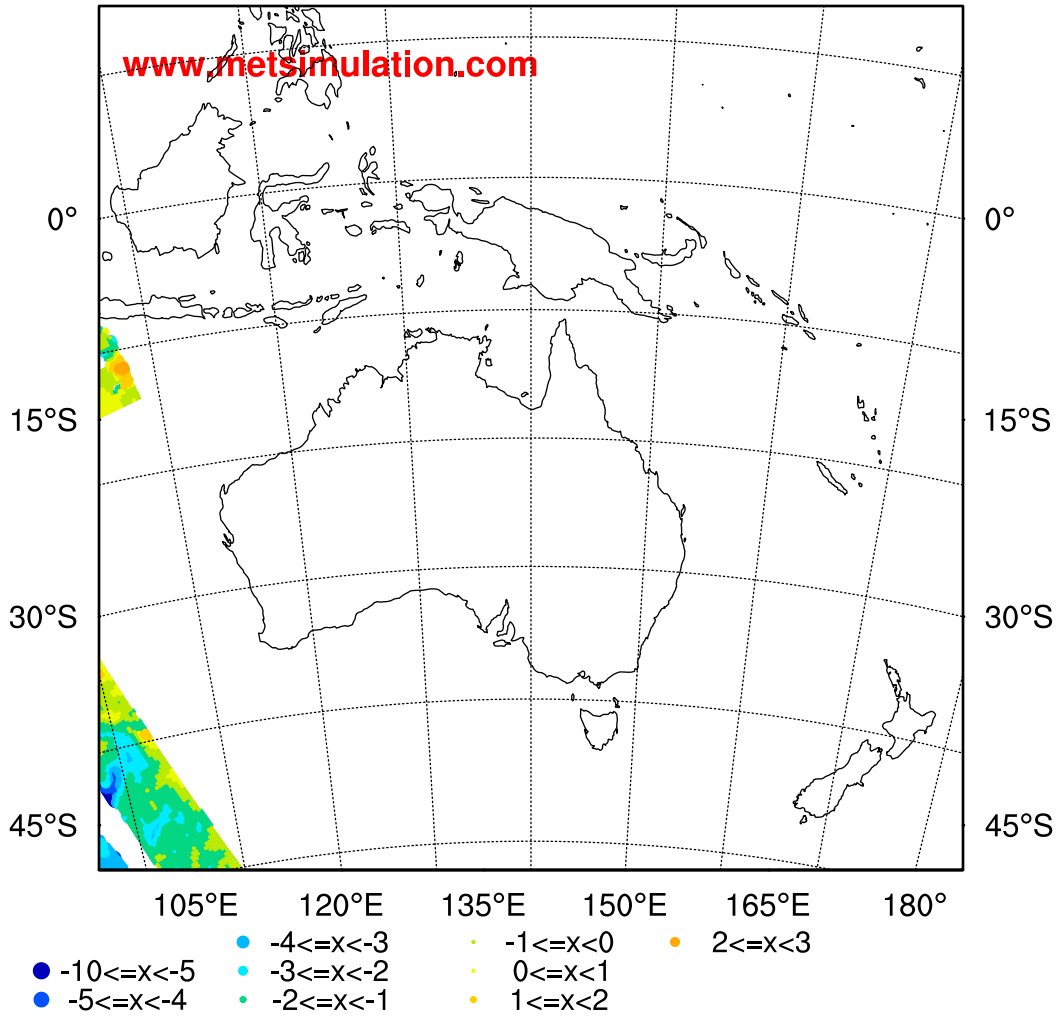 www.metsimulation.com
0° 0°
15°S 15°S
30°S 30°S
45°S 45°S
105°E 120°E 135°E 150°E 165°E 180°
-4<=x<-3 -1<=x<0 2<=x<3
-10<=x<-5 -3<=x<-2 0<=x<1
-5<=x<-4 -2<=x<-1 1<=x<2